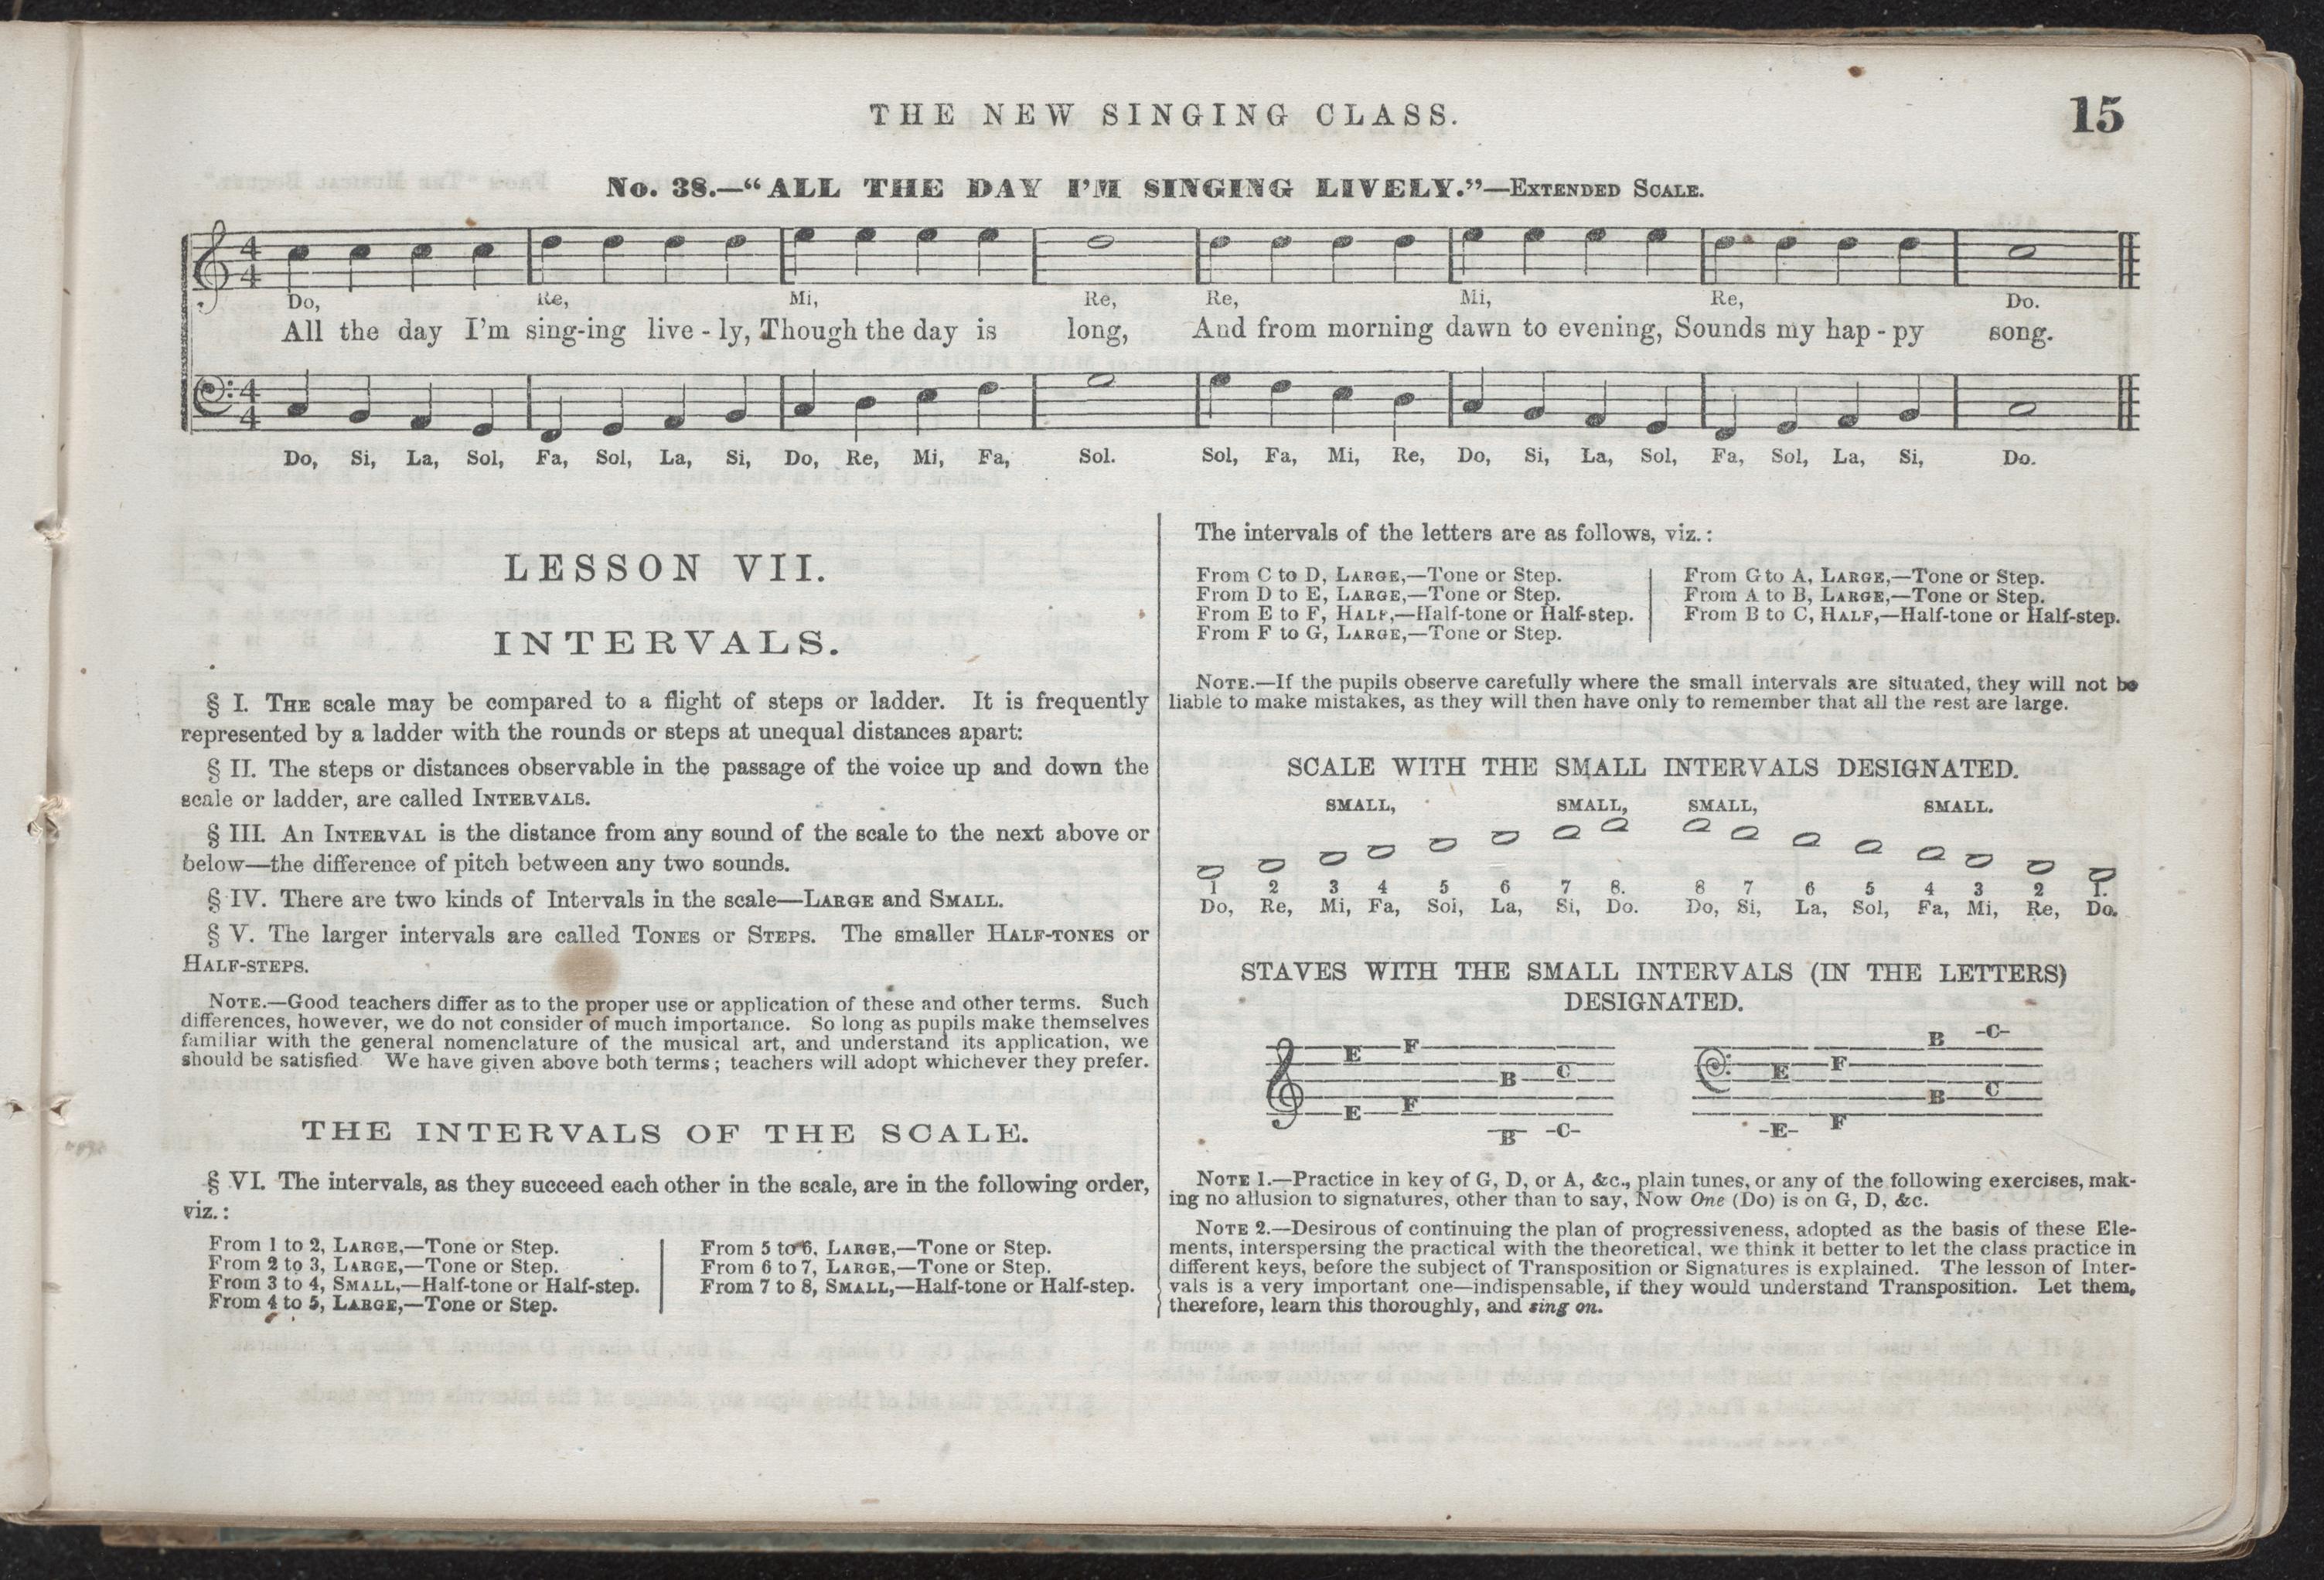 THE NEW SINGING CLASS.
15
No. 38.—“ALL THE DAY I’M SINGING LIVELY.”—EXTENDED SCALE.
4 4
Do, Re, Mi, Re, Re, Mi, Re, Do.
All the day I’m sing-ing live - ly, Though the day is long, And from morning dawn to evening, Sounds my hap - py song.
4 4
Do, Si, La, Sol, Fa, Sol, La, Si, Do, Re, Mi, Fa, Sol. Sol, Fa, Mi, Re, Do, Si, La, Sol, Fa, Sol, La, Si, Do.
LESSON VII.
INTERVALS.
§ I. THE scale may be compared to a flight of steps or ladder. It is frequently
represented by a ladder with the rounds or steps at unequal distances apart:
§ II. The steps or distances observable in the passage of the voice up and down the
scale or ladder, are called INTERVALS.
§ III. An INTERVAL is the distance from any sound of the scale to the next above or
below—the difference of pitch between any two sounds.
§ IV. There are two kinds of Intervals in the scale—LARGE and SMALL.
§ V. The larger intervals are called TONES or STEPS. The smaller HALF-TONES or
HALF-STEPS.
NOTE.—Good teachers differ as to the proper use or application of these and other terms. Such
differences, however, we do not consider of much importance. So long as pupils make themselves
familiar with the general nomenclature of the musical art, and understand its application, we
should be satisfied We have given above both terms; teachers will adopt whichever they prefer.
THE INTERVALS OF THE SCALE.
§ VI. The intervals, as they succeed each other in the scale, are in the following order,
viz.:
From 1 to 2, LARGE,—Tone or Step.
From 2 to 3, LARGE,—Tone or Step.
From 3 to 4, SMALL,—Half-tone or Half-step.
From 4 to 5, LARGE,—Tone or Step.
From 5 to 6, LARGE,—Tone or Step.
From 6 to 7, LARGE,—Tone or Step.
From 7 to 8, SMALL,—Half-tone or Half-step.
The intervals of the letters are as follows, viz.:
From C to D, LARGE,—Tone or Step.
From D to E, LARGE,—Tone or Step.
From E to F, HALF,—Half-tone or Half-step.
From F to G, LARGE,—Tone or Step.
From G to A, LARGE,—Tone or Step.
From A to B, LARGE,—Tone or Step.
From B to C, HALF,—Half-tone or Half-step.
NOTE.—If the pupils observe carefully where the small intervals are situated, they will not be
liable to make mistakes, as they will then have only to remember that all the rest are large.
SCALE WITH THE SMALL INTERVALS DESIGNATED.
SMALL, SMALL, SMALL, SMALL.
1 2 3 4 5 6 7 8. 8 7 6 5 4 3 2 1.
Do, Re, Mi, Fa, Sol, La, Si, Do. Do, Si, La, Sol, Fa, Mi, Re, Do.
STAVES WITH THE SMALL INTERVALS (IN THE LETTERS)
DESIGNATED.
E F B C E F B C
E F B C E F B C
NOTE 1.—Practice in key of G, D, or A, &c., plain tunes, or any of the following exercises, mak-
ing no allusion to signatures, other than to say, Now One (Do) is on G, D, &c.
NOTE 2.—Desirous of continuing the plan of progressiveness, adopted as the basis of these Ele-
ments, interspersing the practical with the theoretical, we think it better to let the class practice in
different keys, before the subject of Transposition or Signatures is explained. The lesson of Inter-
vals is a very important one—indispensable, if they would understand Transposition. Let them,
therefore, learn this thoroughly, and sing on.